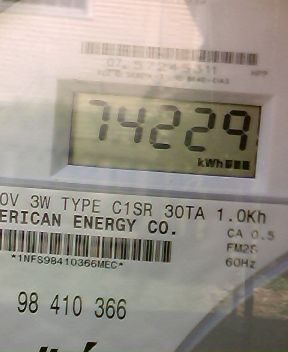 74229
kWh
0V 3W TYPE C1SR 30TA 1.0Kh
ERICAN ENERGY CO.
CA 0.5
FM2S
60Hz
*1NFS98410366MEC*
98 410 366